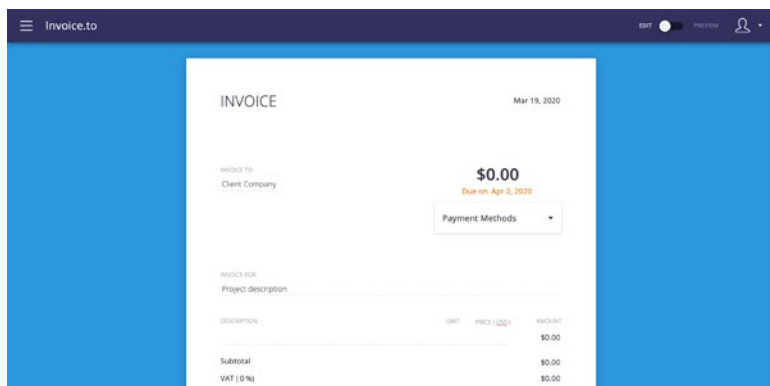 Invoice.to
EDIT PREVIEW
INVOICE
Mar 19, 2020
INVOICE TO
Client Company
$0.00
Due on Apr 2, 2020
Payment Methods
INVOICE FOR
Project description
DESCRIPTION UNIT PRICE ( USD ) AMOUNT
$0.00
Subtotal $0.00
VAT ( 0 %) $0.00